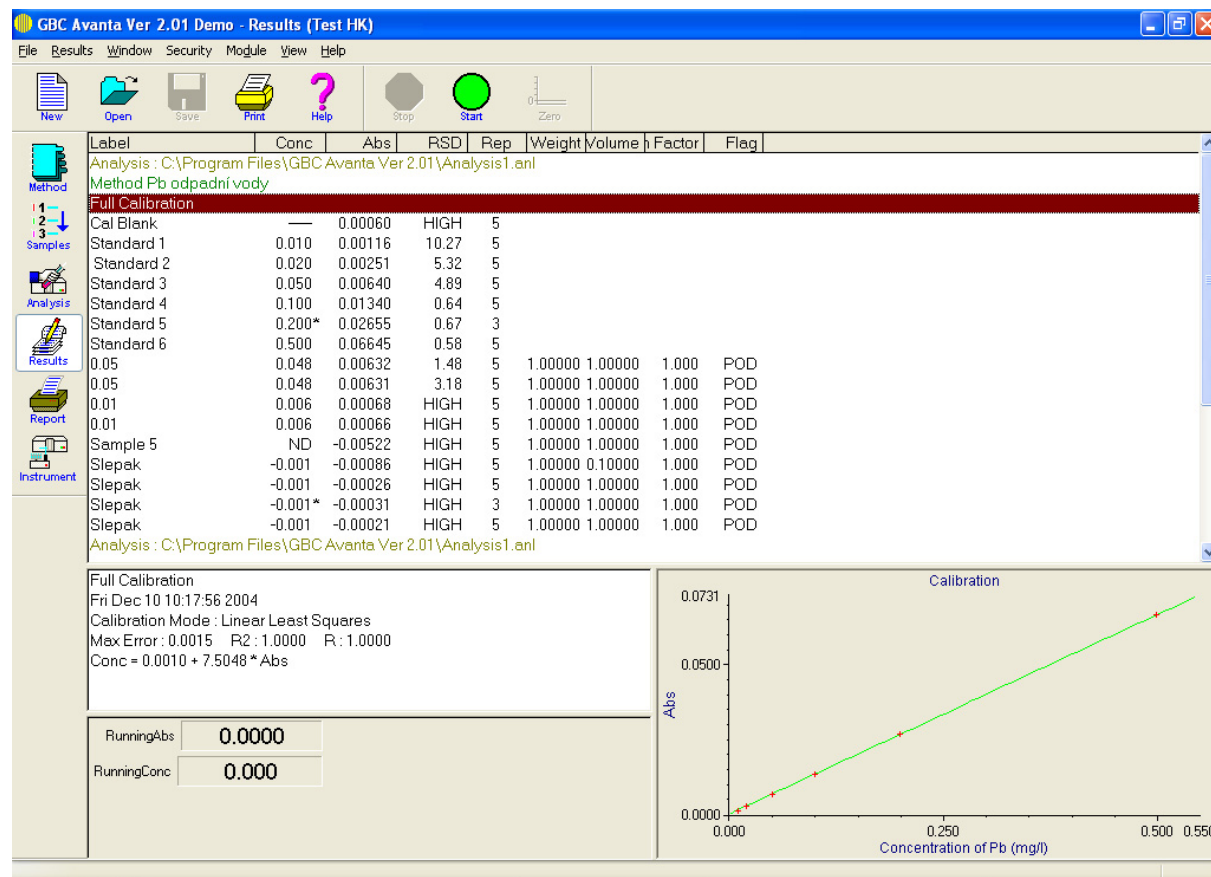 GBC Avanta Ver 2.01 Demo - Results (Test HK)
File Results Window Security Module View Help
New Open Save Print Help Stop Start Zero
Method
Samples
Analysis
Results
Report
Instrument
Label Conc Abs RSD Rep Weight Volume Factor Flag
Analysis : C:\Program Files\GBC Avanta Ver 2.01\Analysis1.anl
Method Pb odpadní vody
Full Calibration
Cal Blank —— 0.00060 HIGH 5
Standard 1 0.010 0.00116 10.27 5
Standard 2 0.020 0.00251 5.32 5
Standard 3 0.050 0.00640 4.89 5
Standard 4 0.100 0.01340 0.64 5
Standard 5 0.200* 0.02655 0.67 3
Standard 6 0.500 0.06645 0.58 5
0.05 0.048 0.00632 1.48 5 1.00000 1.00000 1.000 POD
0.05 0.048 0.00631 3.18 5 1.00000 1.00000 1.000 POD
0.01 0.006 0.00068 HIGH 5 1.00000 1.00000 1.000 POD
0.01 0.006 0.00066 HIGH 5 1.00000 1.00000 1.000 POD
Sample 5 ND -0.00522 HIGH 5 1.00000 1.00000 1.000 POD
Slepak -0.001 -0.00086 HIGH 5 1.00000 0.10000 1.000 POD
Slepak -0.001 -0.00026 HIGH 5 1.00000 1.00000 1.000 POD
Slepak -0.001* -0.00031 HIGH 3 1.00000 1.00000 1.000 POD
Slepak -0.001 -0.00021 HIGH 5 1.00000 1.00000 1.000 POD
Analysis : C:\Program Files\GBC Avanta Ver 2.01\Analysis1.anl
Full Calibration
Fri Dec 10 10:17:56 2004
Calibration Mode : Linear Least Squares
Max Error : 0.0015 R2 : 1.0000 R : 1.0000
Conc = 0.0010 + 7.5048 * Abs
RunningAbs 0.0000
RunningConc 0.000
Calibration
0.0731
0.0500
Abs
0.0000
0.000 0.250 0.500 0.550
Concentration of Pb (mg/l)